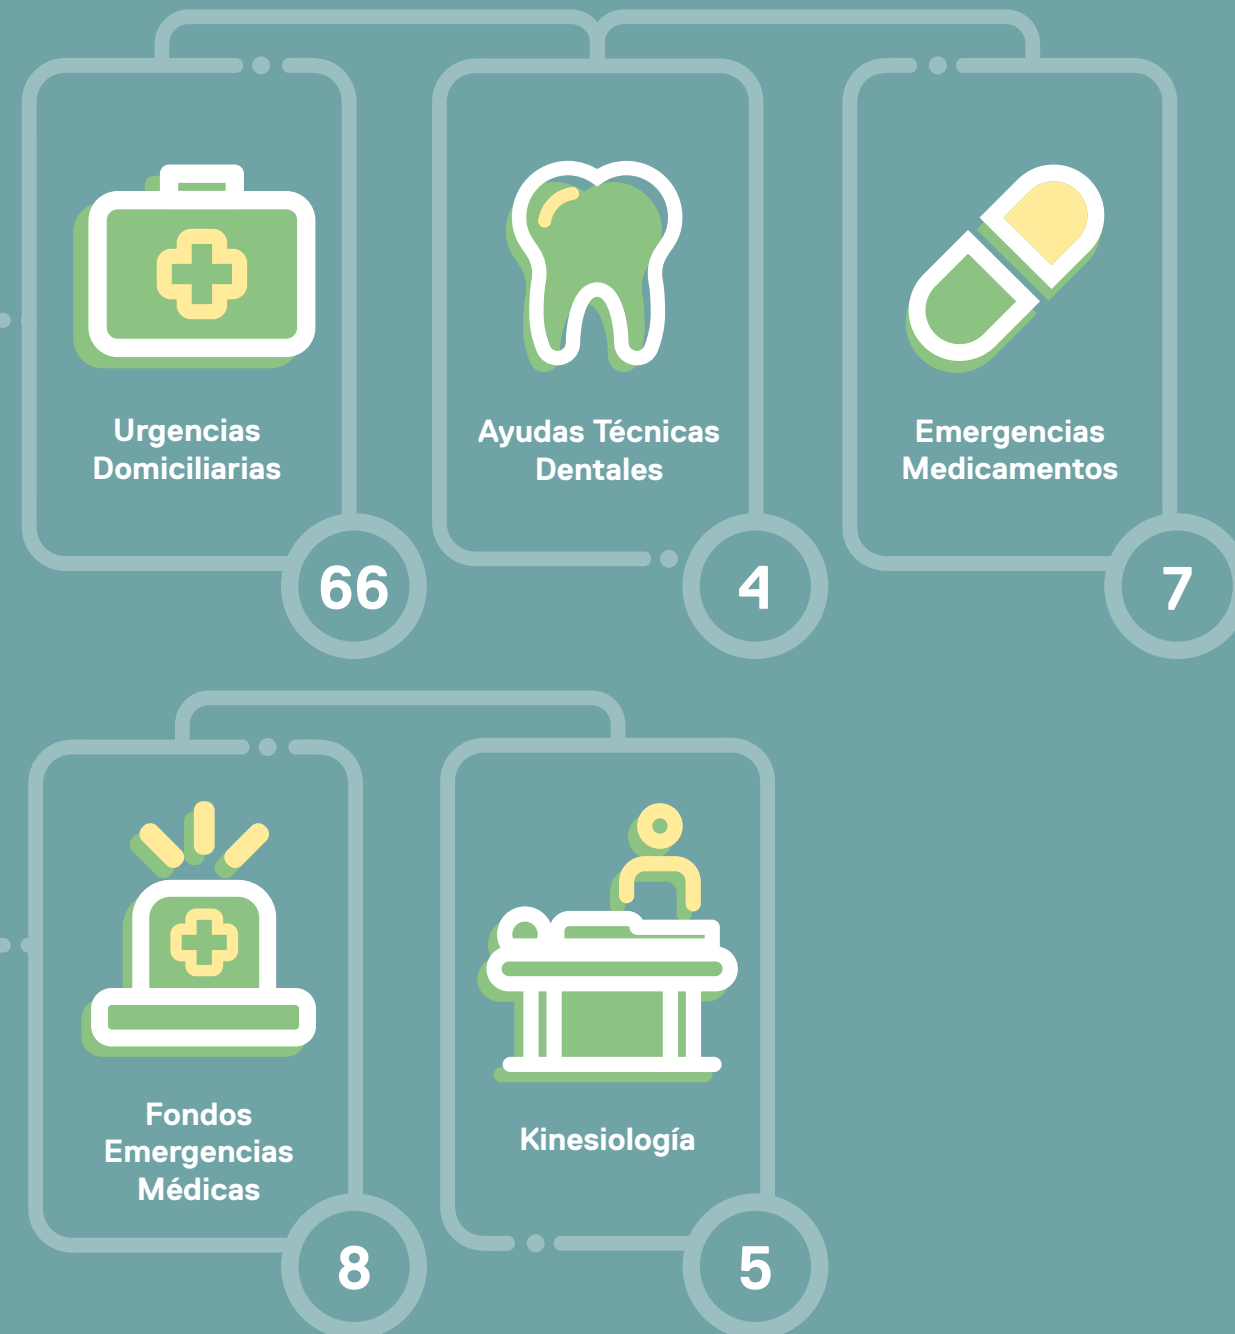 Urgencias
Domiciliarias
66
Ayudas Técnicas
Dentales
4
Emergencias
Medicamentos
7
Fondos
Emergencias
Médicas
8
Kinesiología
5